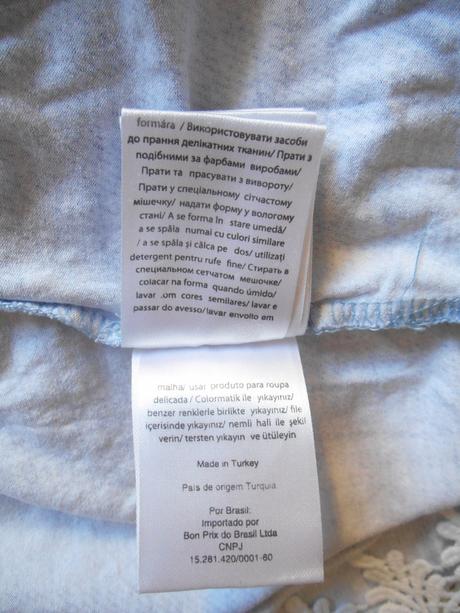 formára / Використовувати засоби
до прання делікатних тканин/ Прати з
подібними за фарбами виробами/
Прати та прасувати з вивороту/
Прати у спеціальному сітчастому
мішечку/ надати форму у вологому
стані/ A se forma în stare umedă/
a se spăla numai cu culori similare
/ a se spăla și călca pe dos/ utilizați
detergent pentru rufe fine/ Стирать в
специальном сетчатом мешочке/
colacar na forma quando úmido/
lavar .om cores semilares/ lavar e
passar do avesso/lavar envolto em
malha/ usar produto para roupa
delicada / Colormatik ile yıkayınız/
benzer renklerle birlikte yıkayınız/ file
içerisinde yıkayınız/ nemli hali ile şekil
verin/ tersten yıkayın ve ütüleyin
Made in Turkey
País de origem Turquia
Por Brasil:
Importado por
Bon Prix do Brasil Ltda
CNPJ
15.281.420/0001-60